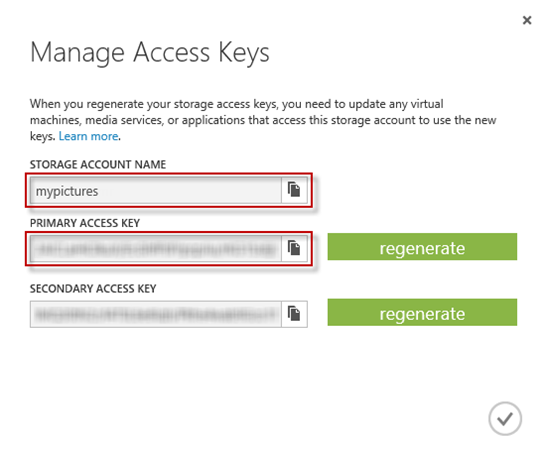 Manage Access Keys
When you regenerate your storage access keys, you need to update any virtual
machines, media services, or applications that access this storage account to use the new
keys. Learn more.
STORAGE ACCOUNT NAME
mypictures
PRIMARY ACCESS KEY
regenerate
SECONDARY ACCESS KEY
regenerate